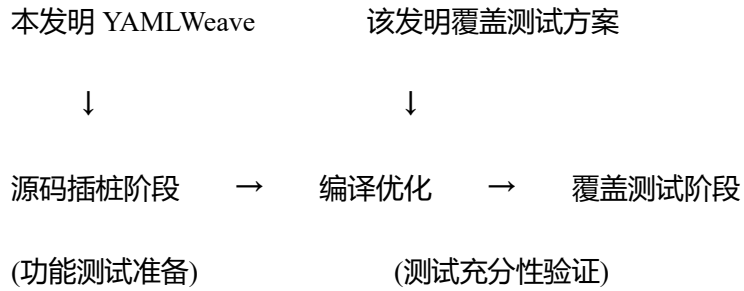 本发明 YAMLWeave 该发明覆盖测试方案
↓ ↓
源码插桩阶段 → 编译优化 → 覆盖测试阶段
(功能测试准备) (测试充分性验证)